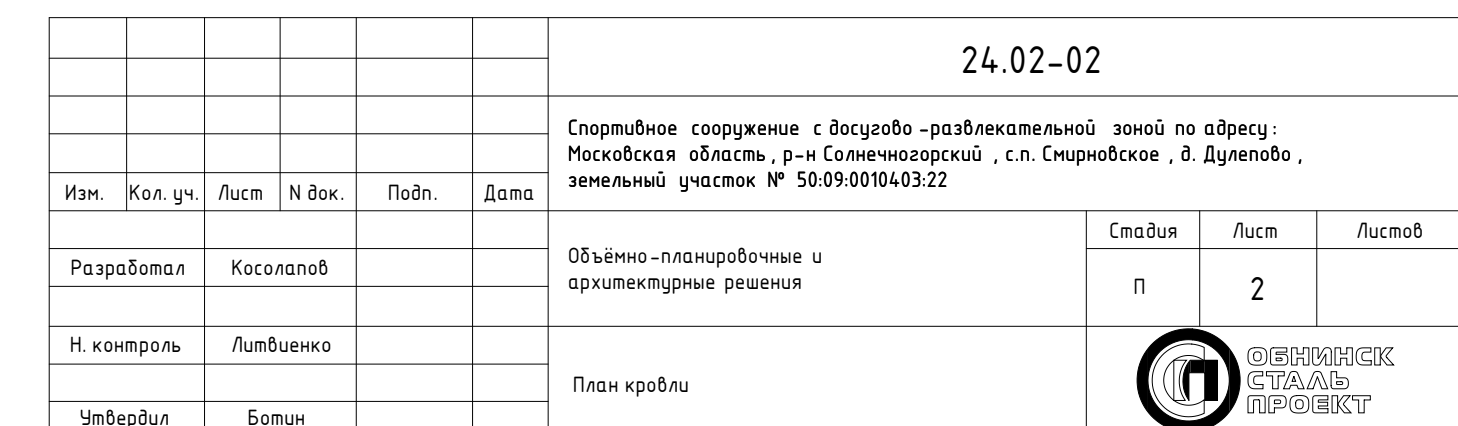 24.02-02
Спортивное сооружение с досугово-развлекательной зоной по адресу:
Московская область, р-н Солнечногорский, с.п. Смирновское, д. Дулепово,
земельный участок № 50:09:0010403:22
Изм. Кол. уч. Лист N док. Подп. Дата
Объёмно-планировочные и
архитектурные решения
Стадия Лист Листов
П 2
Разработал Косолапов
Н. контроль Литвиенко
Утвердил Ботин
План кровли
ОБНИНСК
СТАЛЬ
ПРОЕКТ